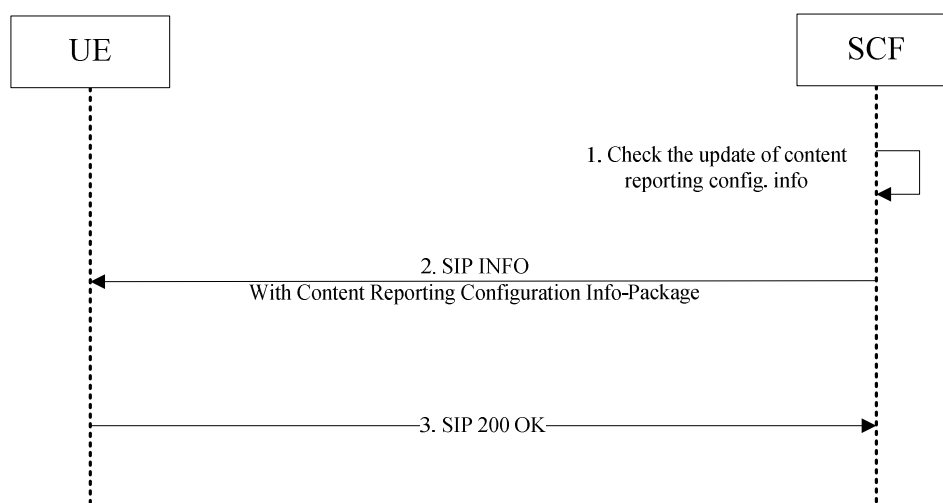 UE
SCF
1. Check the update of content
reporting config. info
2. SIP INFO
With Content Reporting Configuration Info-Package
3. SIP 200 OK